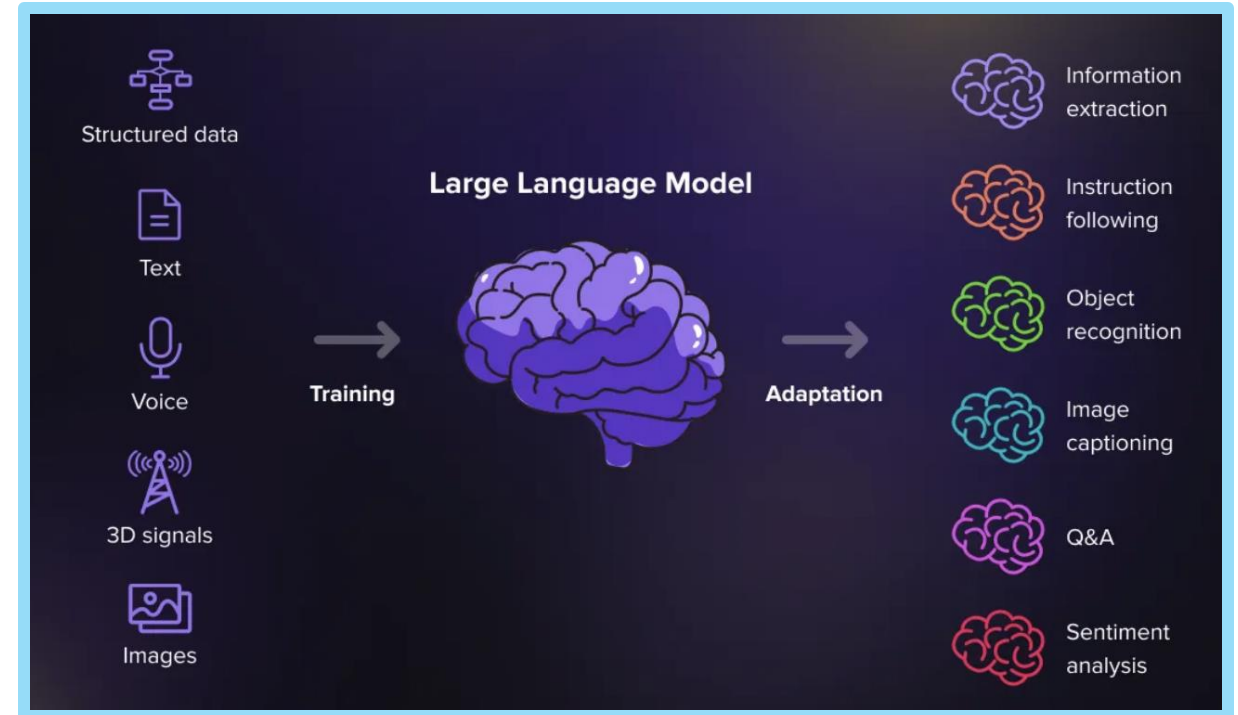 Structured data
Text
Voice
3D signals
Images
Training
Large Language Model
Adaptation
Information
extraction
Instruction
following
Object
recognition
Image
captioning
Q&A
Sentiment
analysis